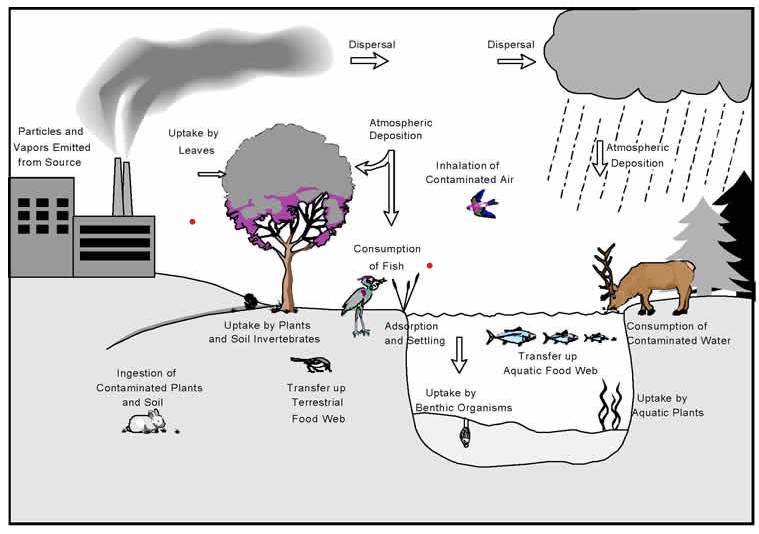 Dispersal
Dispersal
Particles and
Vapors Emitted
from Source
Uptake by
Leaves
Atmospheric
Deposition
Inhalation of
Contaminated Air
Atmospheric
Deposition
Consumption
of Fish
Uptake by Plants
and Soil Invertebrates
Adsorption
and Settling
Consumption of
Contaminated Water
Transfer up
Aquatic Food Web
Ingestion of
Contaminated Plants
and Soil
Transfer up
Terrestrial
Food Web
Uptake by
Benthic Organisms
Uptake by
Aquatic Plants